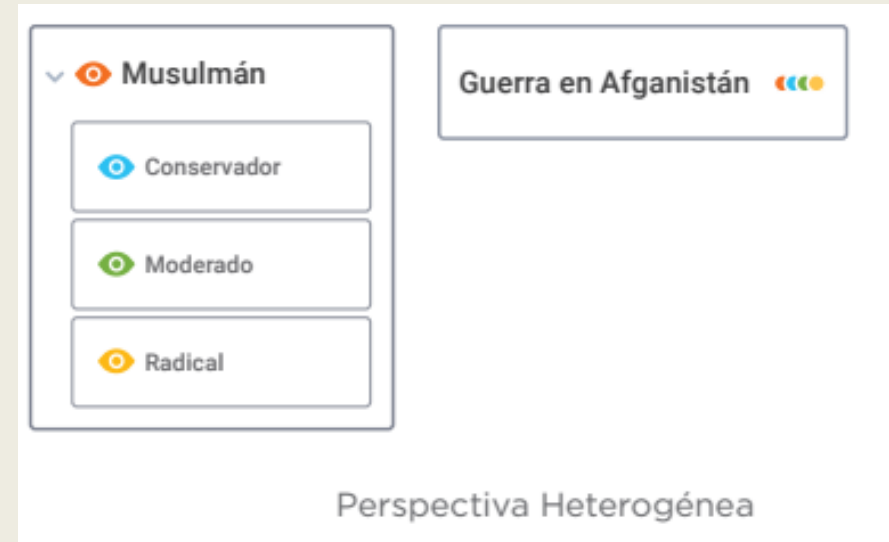 Musulmán
Conservador
Moderado
Radical
Guerra en Afganistán
Perspectiva Heterogénea